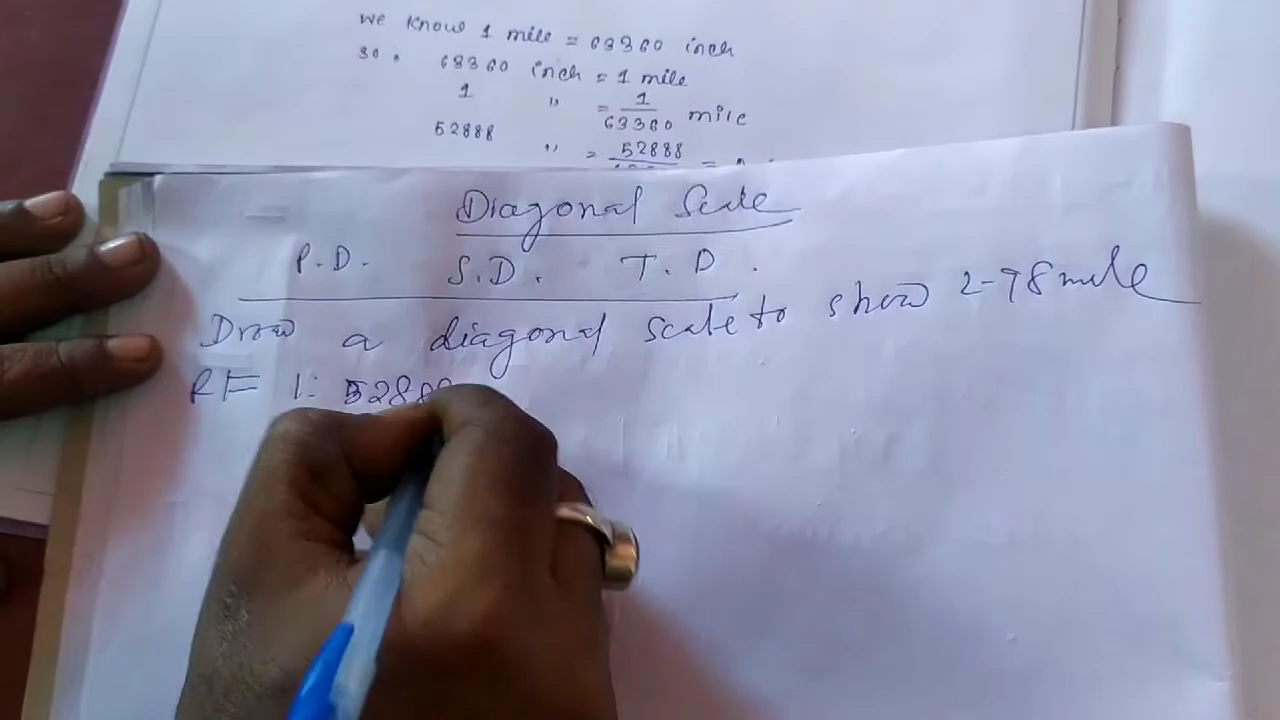 We know 1 mile = 63360 inch
so, 63360 inch = 1 mile
1 " = 1/63360 mile
52888 " = 52888
Diagonal Scale
P.D. S.D. T.D.
Draw a diagonal scale to show 2-98 mile
RF 1: 5288